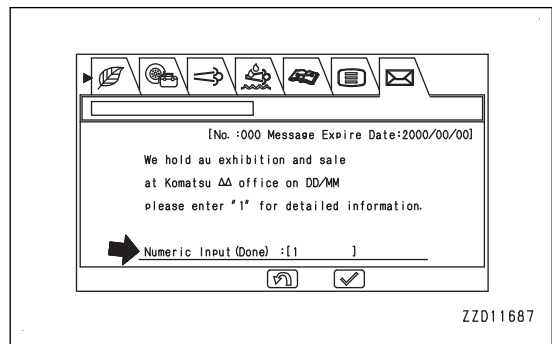 [No. :000 Message Expire Date:2000/00/00]
We hold au exhibition and sale
at Komatsu ΔΔ office on DD/MM
please enter "1" for detailed information.
Numeric Input(Done) :[1 ]
ZZD11687